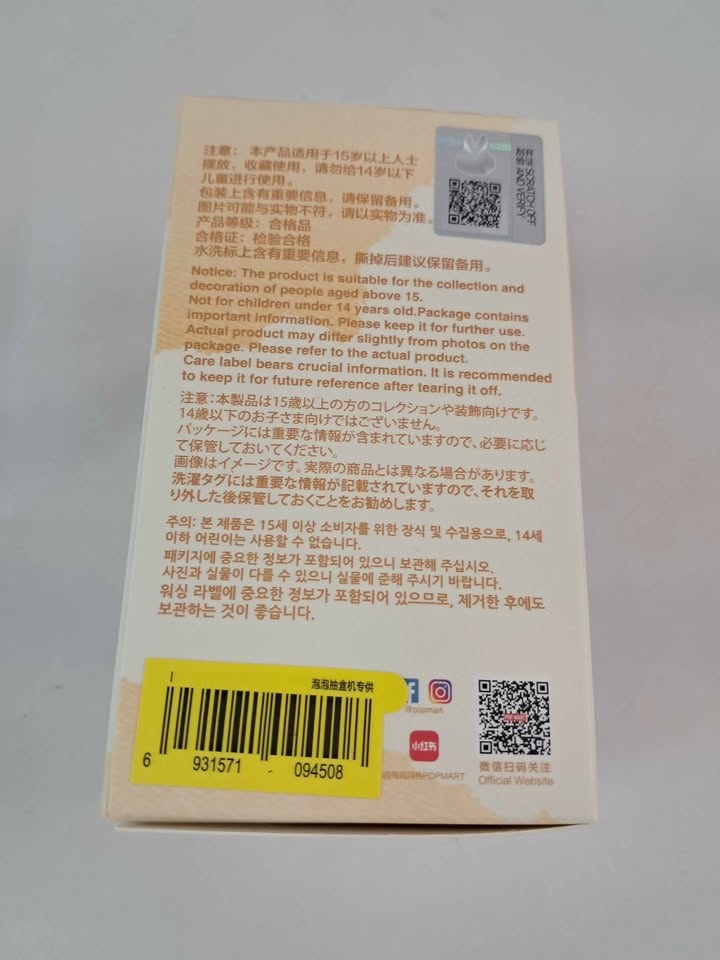 注意： 本产品适用于15岁以上人士
摆放，收藏使用，请勿给14岁以下
儿童进行使用。
包装上含有重要信息，请保留备用。
图片可能与实物不符，请以实物为准。
产品等级：合格品
合格证：检验合格
水洗标上含有重要信息，撕掉后建议保留备用。
刮开验证
SCRATCH OFF
AND VERIFY
Notice: The product is suitable for the collection and
decoration of people aged above 15.
Not for children under 14 years old.Package contains
important information. Please keep it for further use.
Actual product may differ slightly from photos on the
package. Please refer to the actual product.
Care label bears crucial information. It is recommended
to keep it for future reference after tearing it off.
注意：本製品は15歳以上の方のコレクションや装飾向けです。
14歳以下のお子さま向けではございません。
パッケージには重要な情報が含まれていますので、必要に応じ
て保管しておいてください。
画像はイメージです。実際の商品とは異なる場合があります。
洗濯タグには重要な情報が記載されていますので、それを取
り外した後保管しておくことをお勧めします。
주의: 본 제품은 15세 이상 소비자를 위한 장식 및 수집용으로, 14세
이하 어린이는 사용할 수 없습니다.
패키지에 중요한 정보가 포함되어 있으니 보관해 주십시오.
사진과 실물이 다를 수 있으니 실물에 준해 주시기 바랍니다.
워싱 라벨에 중요한 정보가 포함되어 있으므로, 제거한 후에도
보관하는 것이 좋습니다.
泡泡抽盒机专供
6 931571 094508
@popmart
小红书
POPMART
POP MART
微信扫码关注
Official Website